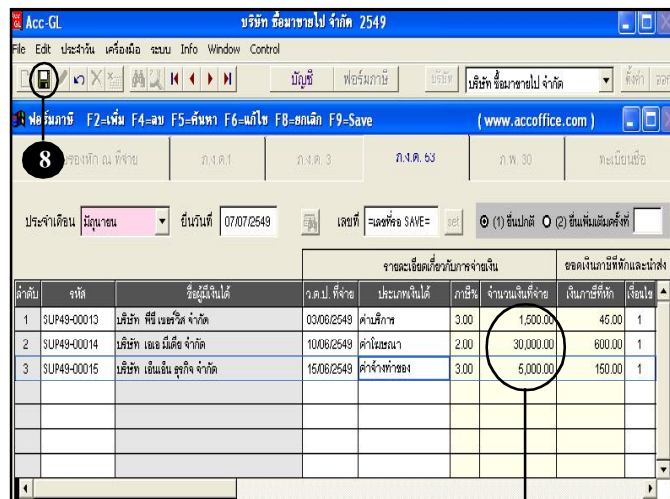 Acc-GL บริษัท ซื้อมาขายไป จำกัด 2549
File Edit ประจำวัน เครื่องมือ ระบบ Info Window Control
บัญชี ฟอร์มภาษี บริษัท บริษัท ซื้อมาขายไป จำกัด ตั้งค่า ออก
ฟอร์มภาษี F2=เพิ่ม F4=ลบ F5=ค้นหา F6=แก้ไข F8=ยกเลิก F9=Save (www.accoffice.com)
8 รองหัก ณ ที่จ่าย ภ.ง.ด.1 ภ.ง.ด. 3 ภ.ง.ด. 53 ภ.พ. 30 ทะเบียนชื่อ
ประจำเดือน มิถุนายน ยื่นวันที่ 07/07/2549 เลขที่ =เลขที่รอ SAVE= set (1) ยื่นปกติ (2) ยื่นเพิ่มเติมครั้งที่
รายละเอียดเกี่ยวกับการจ่ายเงิน ยอดเงินภาษีที่หักและนำส่ง
ลำดับ รหัส ชื่อผู้มีเงินได้ ว.ด.ป. ที่จ่าย ประเภทเงินได้ ภาษี% จำนวนเงินที่จ่าย เงินภาษีที่หัก เงื่อนไข
1 SUP49-00013 บริษัท พีซี เซอร์วิส จำกัด 03/06/2549 ค่าบริการ 3.00 1,500.00 45.00 1
2 SUP49-00014 บริษัท เอเอ มีเดีย จำกัด 10/06/2549 ค่าโฆษณา 2.00 30,000.00 600.00 1
3 SUP49-00015 บริษัท เอ็นเอ็น ธุรกิจ จำกัด 15/06/2549 ค่าจ้างทำของ 3.00 5,000.00 150.00 1